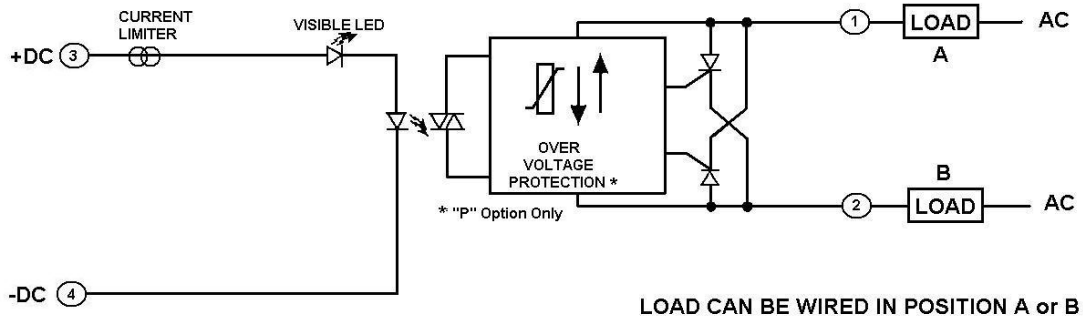 CURRENT
LIMITER
VISIBLE LED
+DC 3
1 LOAD AC
A
OVER
VOLTAGE
PROTECTION *
* "P" Option Only
B
2 LOAD AC
-DC 4
LOAD CAN BE WIRED IN POSITION A or B